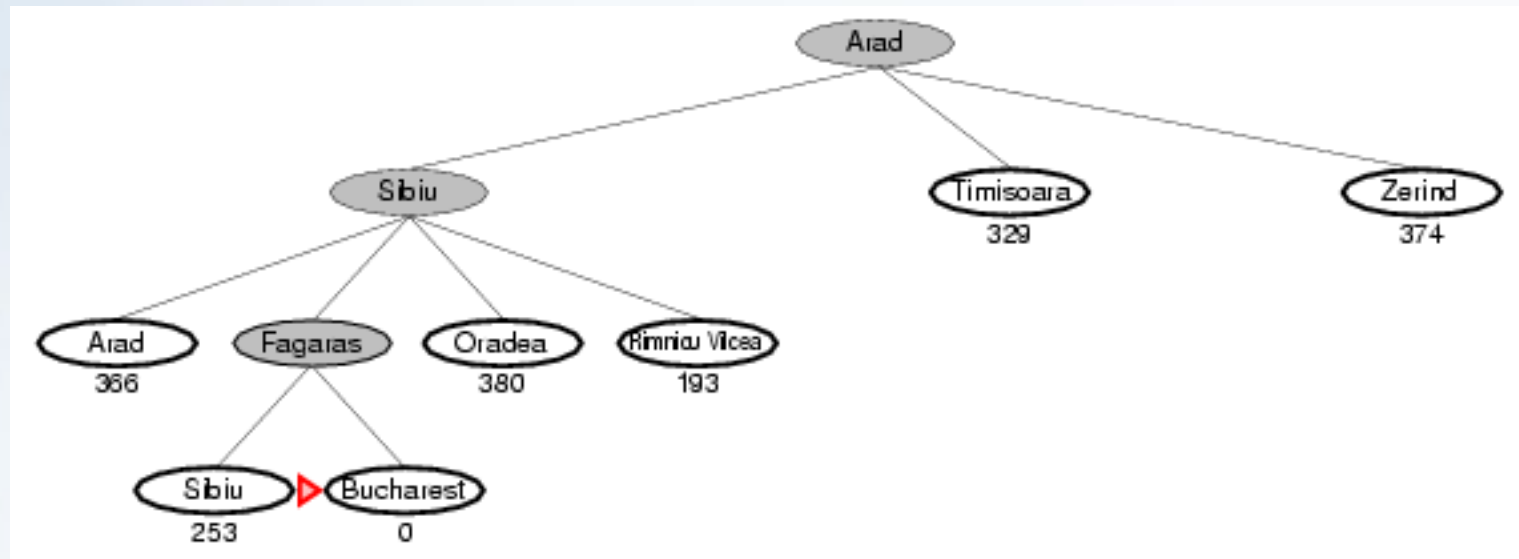 Arad
Sibiu Timisoara Zerind
329 374
Arad Fagaras Oradea Rimnicu Vilcea
366 380 193
Sibiu Bucharest
253 0